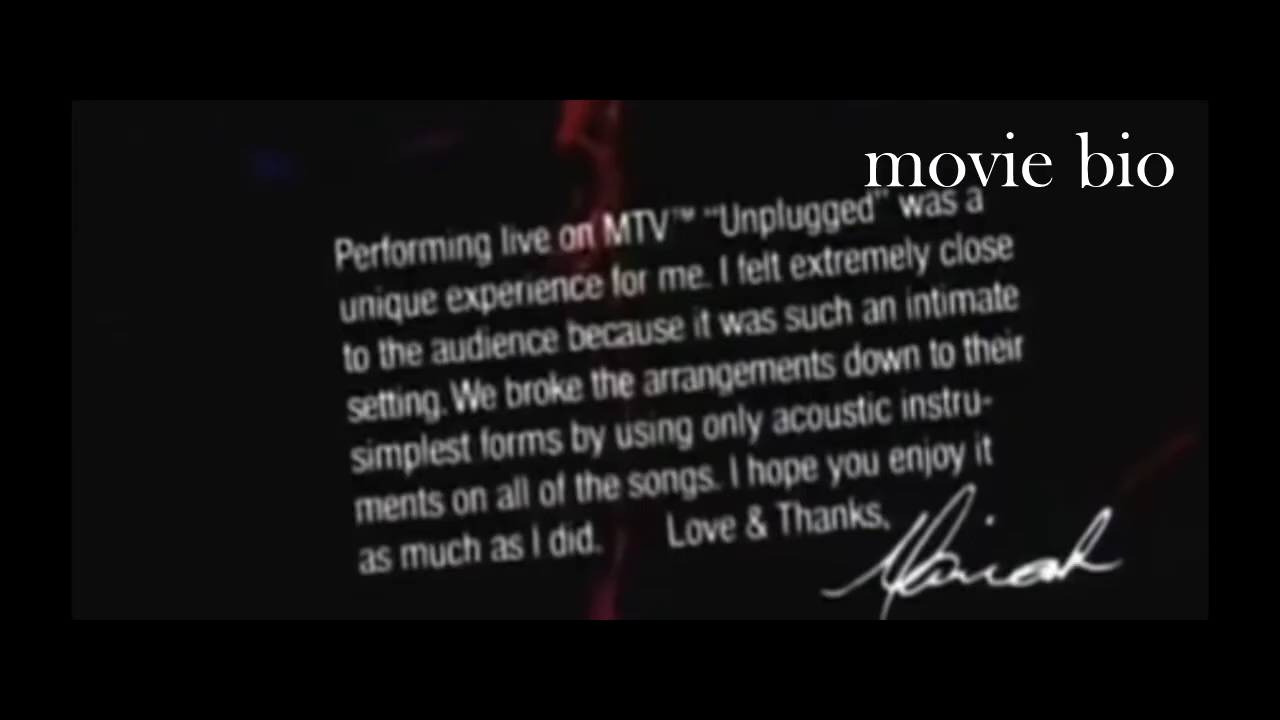 movie bio
Performing live on MTV™ “Unplugged” was a
unique experience for me. I felt extremely close
to the audience because it was such an intimate
setting. We broke the arrangements down to their
simplest forms by using only acoustic instru-
ments on all of the songs. I hope you enjoy it
as much as I did. Love & Thanks,
Mariah